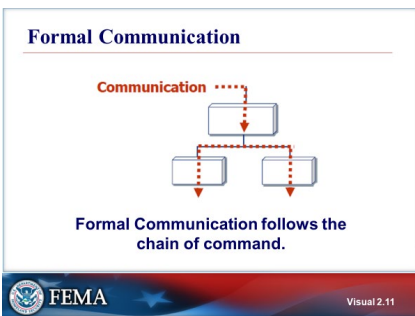 Formal Communication
Communication
Formal Communication follows the
chain of command.
FEMA
Visual 2.11